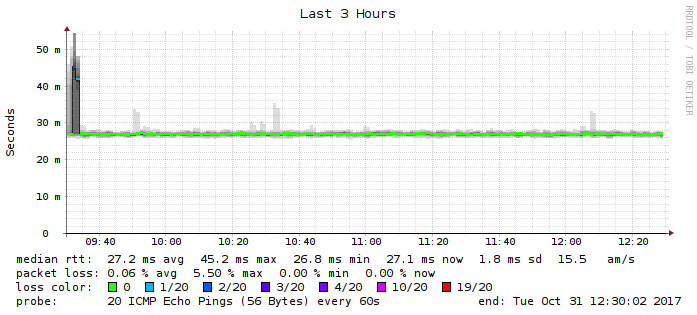 Last 3 Hours
RRDTOOL / TOBI OETIKER
Seconds
50 m
40 m
30 m
20 m
10 m
0
09:40 10:00 10:20 10:40 11:00 11:20 11:40 12:00 12:20
median rtt: 27.2 ms avg 45.2 ms max 26.8 ms min 27.1 ms now 1.8 ms sd 15.5 am/s
packet loss: 0.06 % avg 5.50 % max 0.00 % min 0.00 % now
loss color: 0 1/20 2/20 3/20 4/20 10/20 19/20
probe: 20 ICMP Echo Pings (56 Bytes) every 60s end: Tue Oct 31 12:30:02 2017